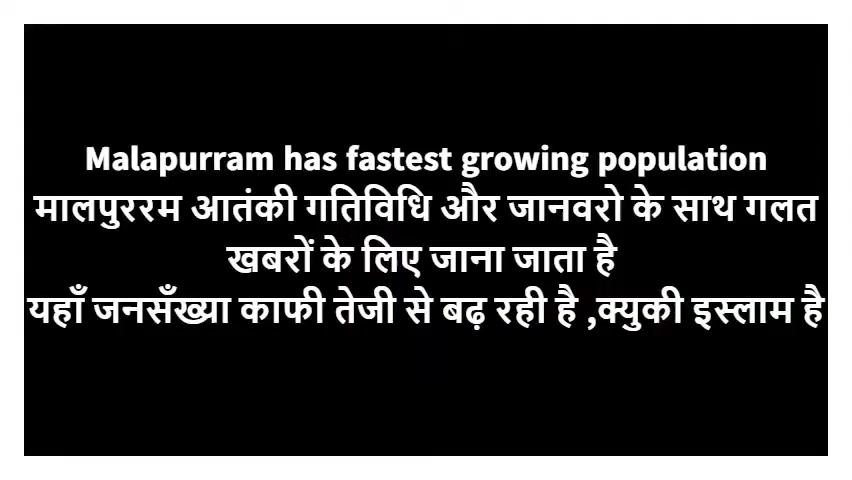 Malapurram has fastest growing population
मालपुररम आतंकी गतिविधि और जानवरो के साथ गलत
खबरों के लिए जाना जाता है
यहाँ जनसँख्या काफी तेजी से बढ़ रही है ,क्युकी इस्लाम है